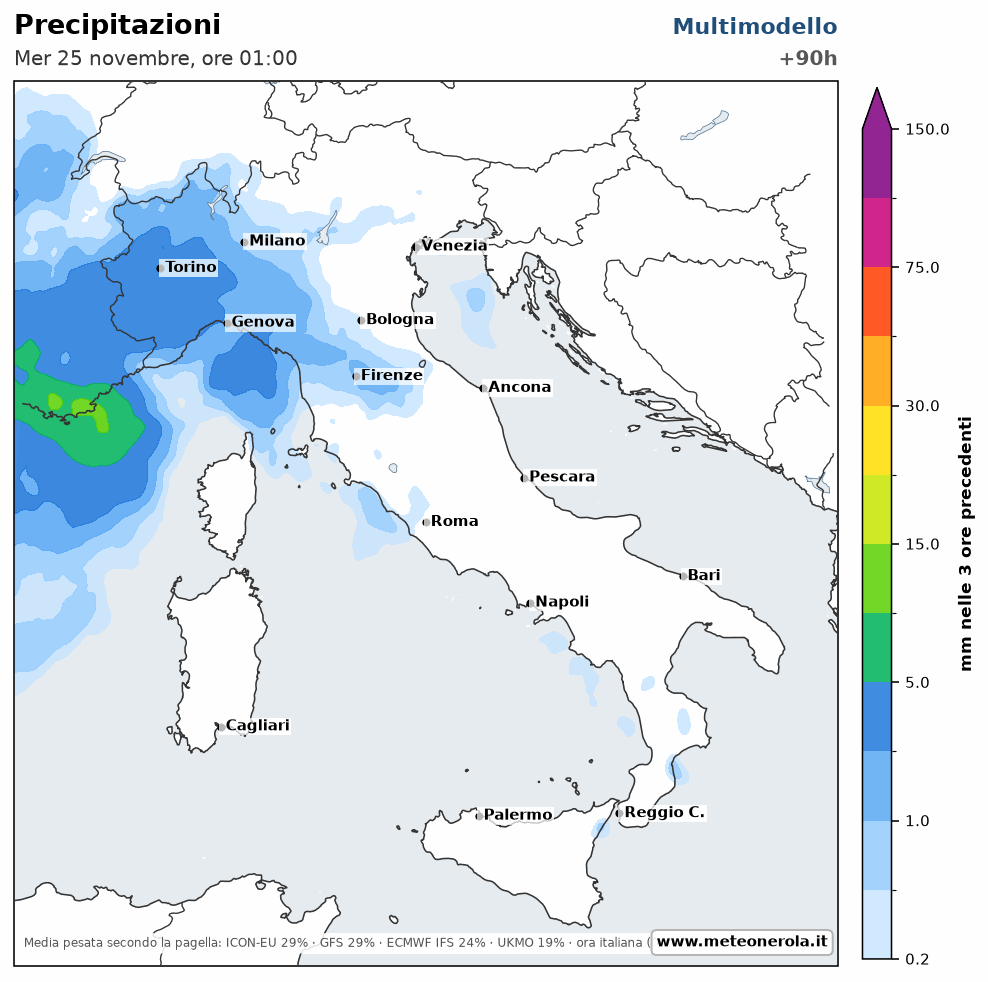 Precipitazioni
Multimodello
Mer 25 novembre, ore 01:00
+90h
150.0
75.0
30.0
15.0
5.0
1.0
0.2
mm nelle 3 ore precedenti
Milano
Venezia
Torino
Genova
Bologna
Firenze
Ancona
Pescara
Roma
Bari
Napoli
Cagliari
Palermo
Reggio C.
Media pesata secondo la pagella: ICON-EU 29% · GFS 29% · ECMWF IFS 24% · UKMO 19% · ora italiana (
www.meteonerola.it